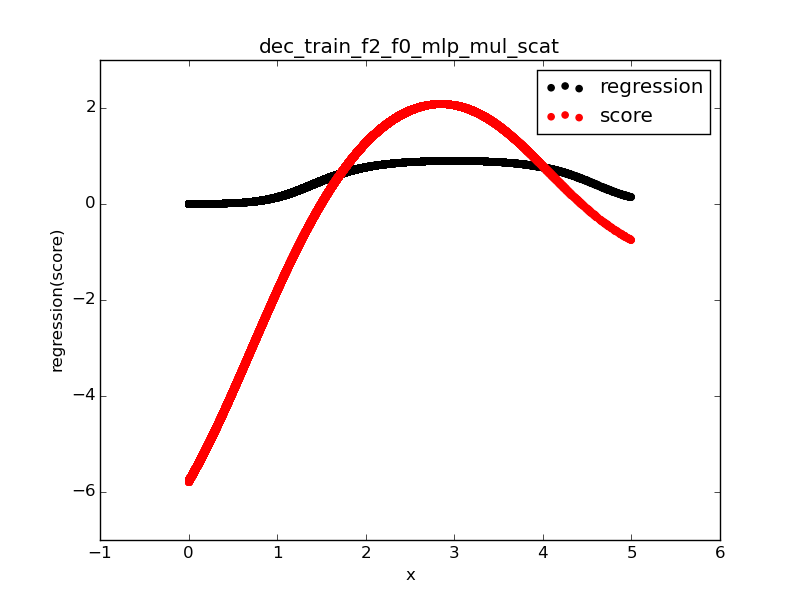 dec_train_f2_f0_mlp_mul_scat
regression
score
regression(score)
2
0
−2
−4
−6
−1
0
1
2
3
4
5
6
x